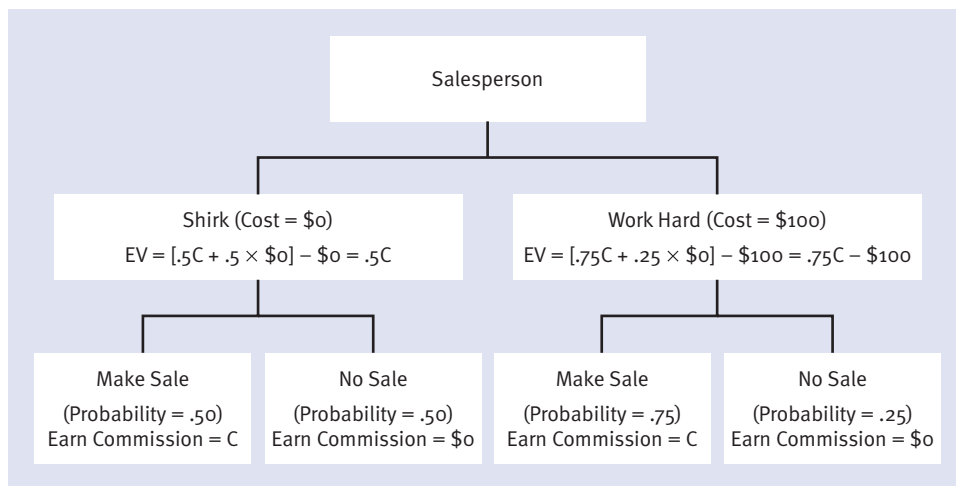 Salesperson
Shirk (Cost = $0)
EV = [.5C + .5 × $0] – $0 = .5C
Work Hard (Cost = $100)
EV = [.75C + .25 × $0] – $100 = .75C – $100
Make Sale
(Probability = .50)
Earn Commission = C
No Sale
(Probability = .50)
Earn Commission = $0
Make Sale
(Probability = .75)
Earn Commission = C
No Sale
(Probability = .25)
Earn Commission = $0